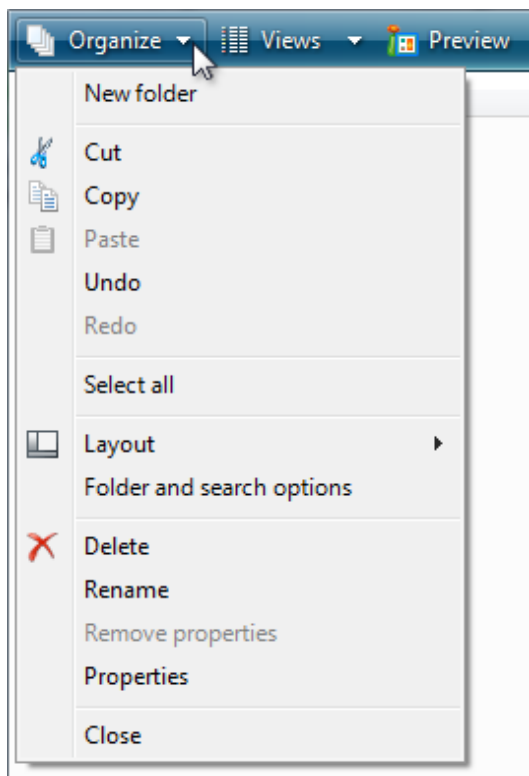 Organize Views Preview
New folder
Cut
Copy
Paste
Undo
Redo
Select all
Layout
Folder and search options
Delete
Rename
Remove properties
Properties
Close